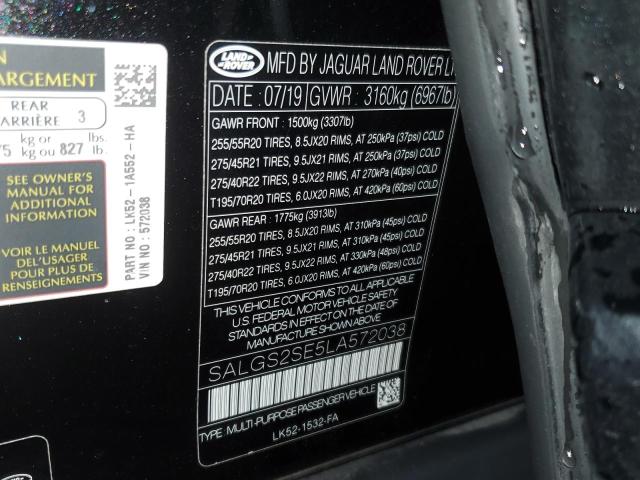 N
ARGEMENT
REAR
ARRIÈRE 3
kg or lbs.
75 kg ou 827 lb.
SEE OWNER'S
MANUAL FOR
ADDITIONAL
INFORMATION
VOIR LE MANUEL
DEL'USAGER
POUR PLUS DE
RENSEIGNEMENTS
PART NO : LK52-1A552-HA
VIN NO : 572038
LAND ROVER
MFD BY JAGUAR LAND ROVER LT
DATE : 07/19 GVWR : 3160kg (6967lb)
GAWR FRONT : 1500kg (3307lb)
255/55R20 TIRES, 8.5JX20 RIMS, AT 250kPa (37psi) COLD
275/45R21 TIRES, 9.5JX21 RIMS, AT 250kPa (37psi) COLD
275/40R22 TIRES, 9.5JX22 RIMS, AT 270kPa (40psi) COLD
T195/70R20 TIRES, 6.0JX20 RIMS, AT 420kPa (60psi) COLD
GAWR REAR : 1775kg (3913lb)
255/55R20 TIRES, 8.5JX20 RIMS, AT 310kPa (45psi) COLD
275/45R21 TIRES, 9.5JX21 RIMS, AT 310kPa (45psi) COLD
275/40R22 TIRES, 9.5JX22 RIMS, AT 330kPa (48psi) COLD
T195/70R20 TIRES, 6.0JX20 RIMS, AT 420kPa (60psi) COLD
THIS VEHICLE CONFORMS TO ALL APPLICABLE
U.S. FEDERAL MOTOR VEHICLE SAFETY
STANDARDS IN EFFECT ON THE DATE OF
MANUFACTURE SHOWN ABOVE.
SALGS2SE5LA572038
TYPE: MULTI-PURPOSE PASSENGER VEHICLE
LK52-1532-FA